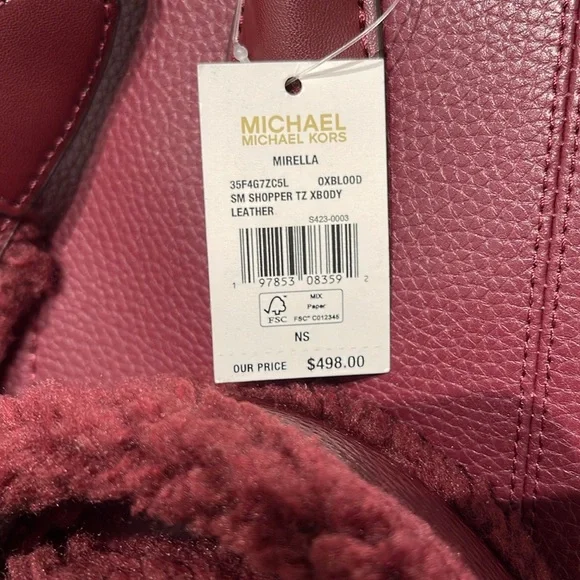 MICHAEL
MICHAEL KORS
MIRELLA
35F4G7ZC5L OXBLOOD
SM SHOPPER TZ XBODY
LEATHER
S423-0003
1 97853 08359 2
FSC
MIX
Paper
FSC® C012345
NS
OUR PRICE $498.00